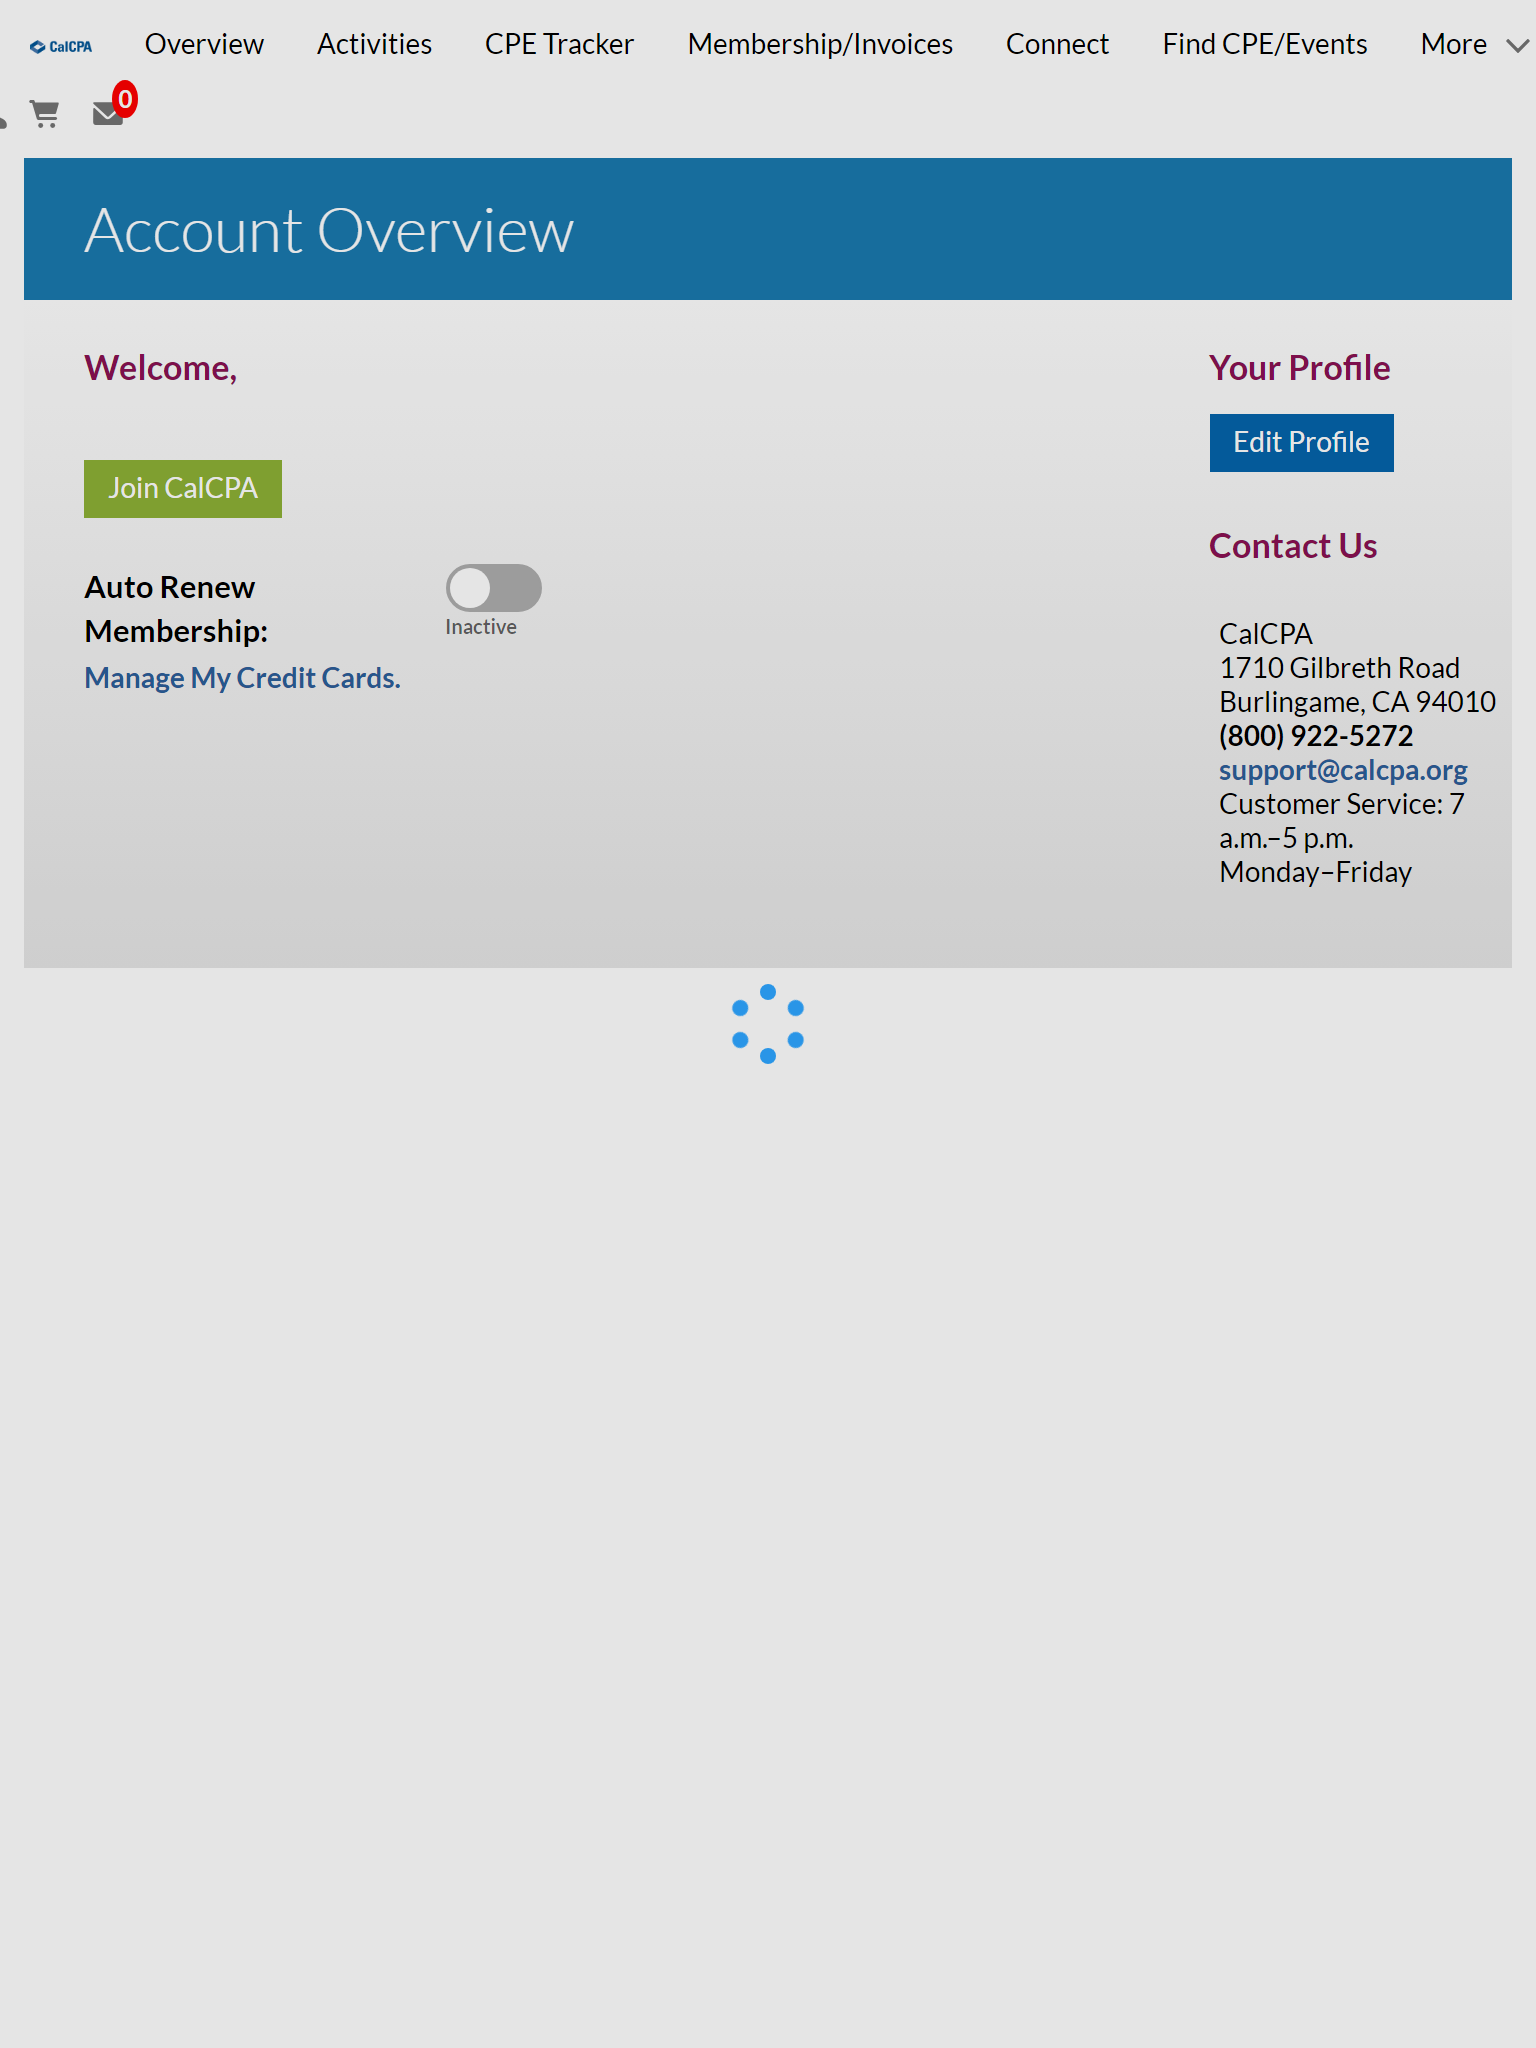 CalCPA Overview Activities CPE Tracker Membership/Invoices Connect Find CPE/Events More
0
Account Overview
Welcome,
Join CalCPA
Auto Renew
Membership:
Inactive
Manage My Credit Cards.
Your Profile
Edit Profile
Contact Us
CalCPA
1710 Gilbreth Road
Burlingame, CA 94010
(800) 922-5272
support@calcpa.org
Customer Service: 7
a.m.–5 p.m.
Monday–Friday